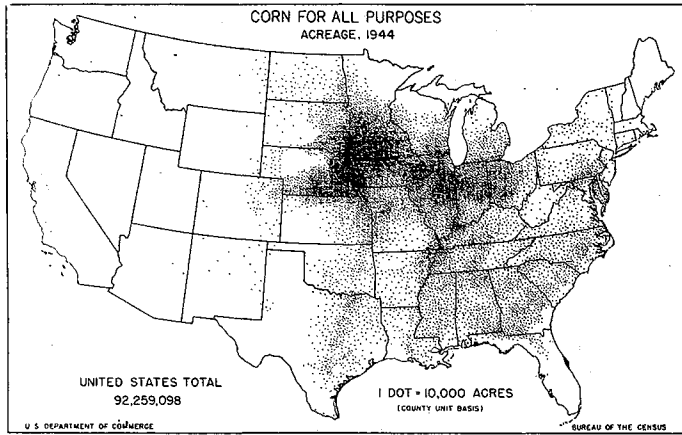 CORN FOR ALL PURPOSES
ACREAGE, 1944
UNITED STATES TOTAL
92,259,098
1 DOT = 10,000 ACRES
(COUNTY UNIT BASIS)
U S DEPARTMENT OF COMMERCE
BUREAU OF THE CENSUS